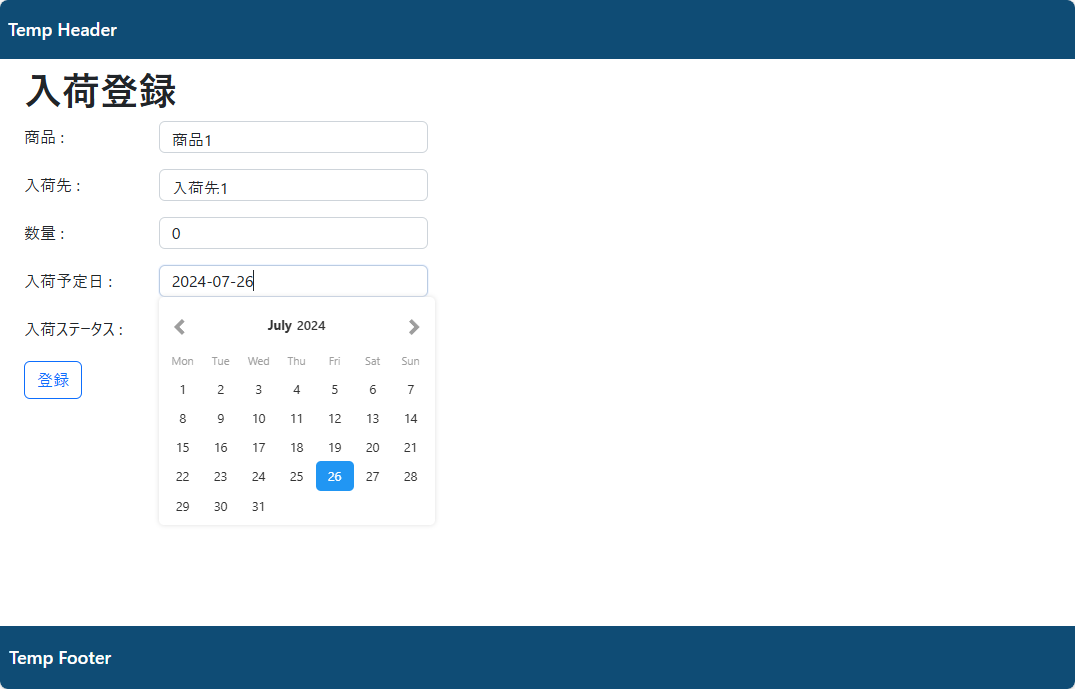 Temp Header
入荷登録
商品 : 商品1
入荷先 : 入荷先1
数量 : 0
入荷予定日 : 2024-07-26
July 2024
Mon Tue Wed Thu Fri Sat Sun
1 2 3 4 5 6 7
8 9 10 11 12 13 14
15 16 17 18 19 20 21
22 23 24 25 26 27 28
29 30 31
入荷ステータス :
登録
Temp Footer